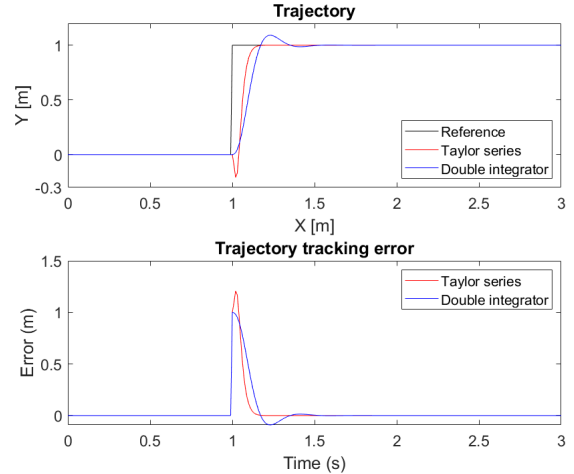 Trajectory
1
0
-0.3
Y [m]
0 0.5 1 1.5 2 2.5 3
X [m]
Reference
Taylor series
Double integrator
Trajectory tracking error
1.5
1
0.5
0
Error (m)
0 0.5 1 1.5 2 2.5 3
Time (s)
Taylor series
Double integrator